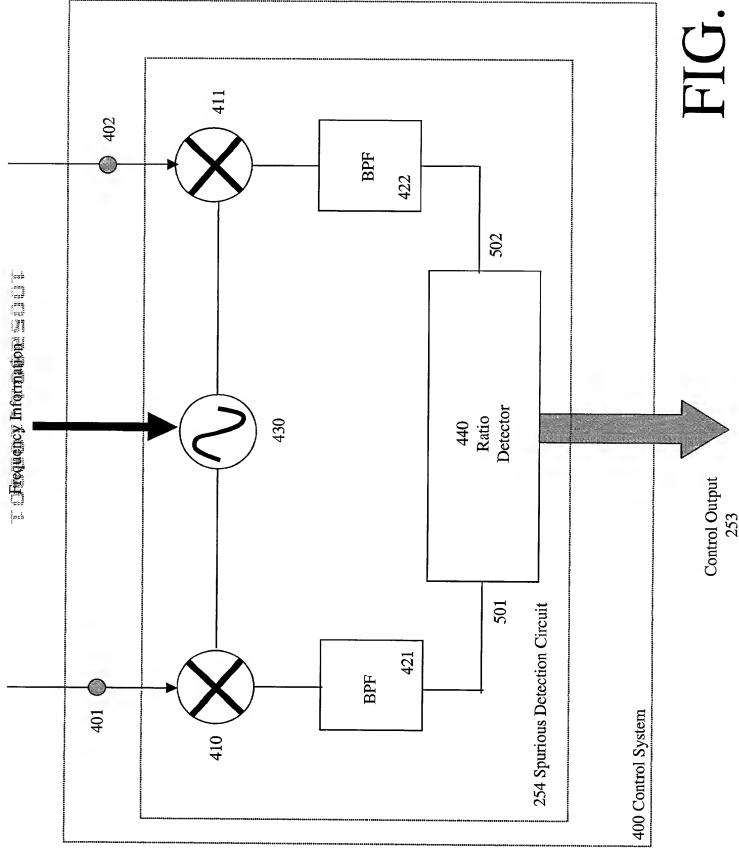 FIG.
Frequency Information
401
402
410
411
430
BPF
421
BPF
422
501
502
440
Ratio
Detector
254 Spurious Detection Circuit
400 Control System
Control Output
253